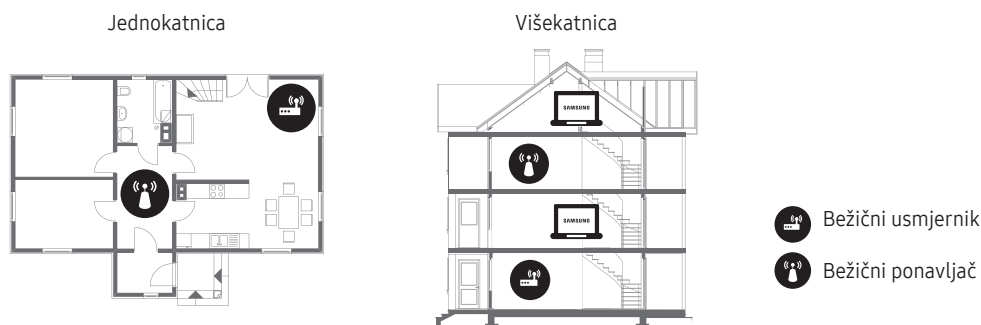 Jednokatnica
Višekatnica
SAMSUNG
SAMSUNG
Bežični usmjernik
Bežični ponavljač